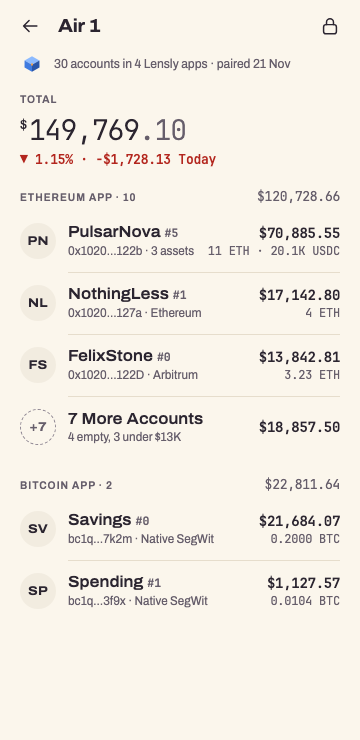 Air 1
30 accounts in 4 Lensly apps · paired 21 Nov
TOTAL
$149,769.10
▼ 1.15% · -$1,728.13 Today
ETHEREUM APP · 10 $120,728.66
PN PulsarNova #5 $70,885.55
0x1020...122b · 3 assets 11 ETH · 20.1K USDC
NL NothingLess #1 $17,142.80
0x1020...127a · Ethereum 4 ETH
FS FelixStone #0 $13,842.81
0x1020...122D · Arbitrum 3.23 ETH
+7 7 More Accounts $18,857.50
4 empty, 3 under $13K
BITCOIN APP · 2 $22,811.64
SV Savings #0 $21,684.07
bc1q...7k2m · Native SegWit 0.2000 BTC
SP Spending #1 $1,127.57
bc1q...3f9x · Native SegWit 0.0104 BTC